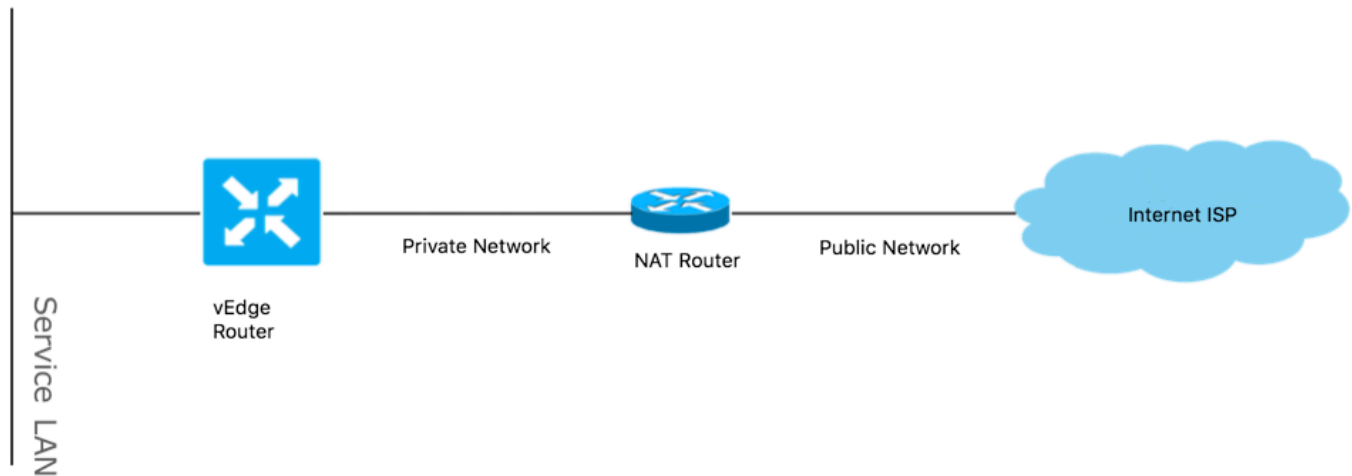 Service LAN
vEdge
Router
Private Network
NAT Router
Public Network
Internet ISP